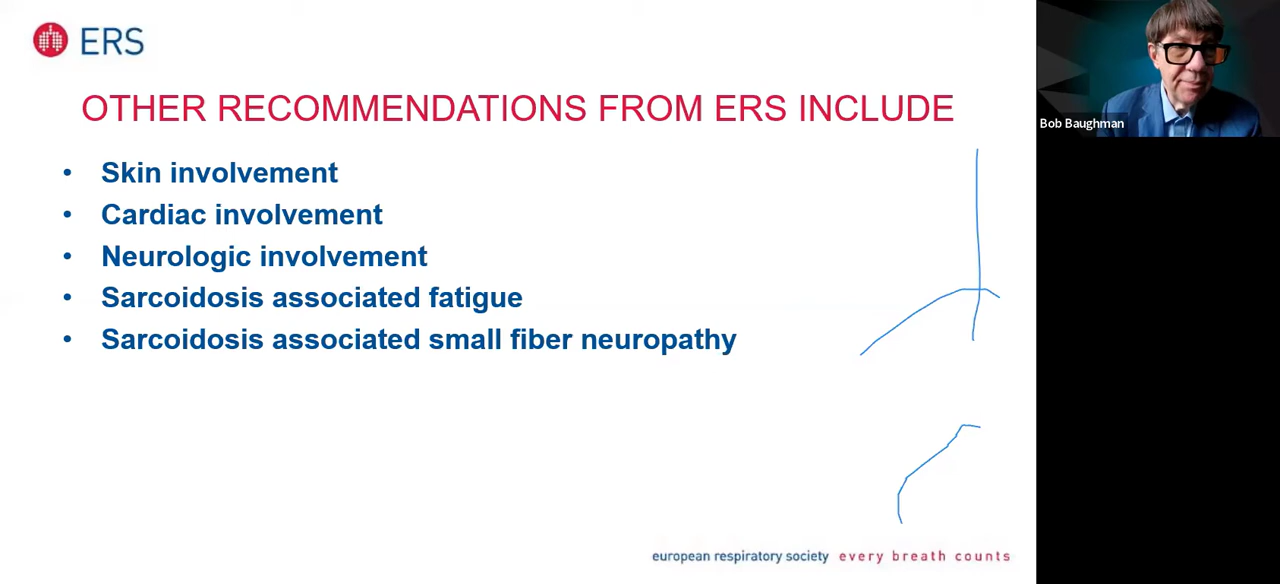 ERS
OTHER RECOMMENDATIONS FROM ERS INCLUDE
• Skin involvement
• Cardiac involvement
• Neurologic involvement
• Sarcoidosis associated fatigue
• Sarcoidosis associated small fiber neuropathy
european respiratory society every breath counts
Bob Baughman